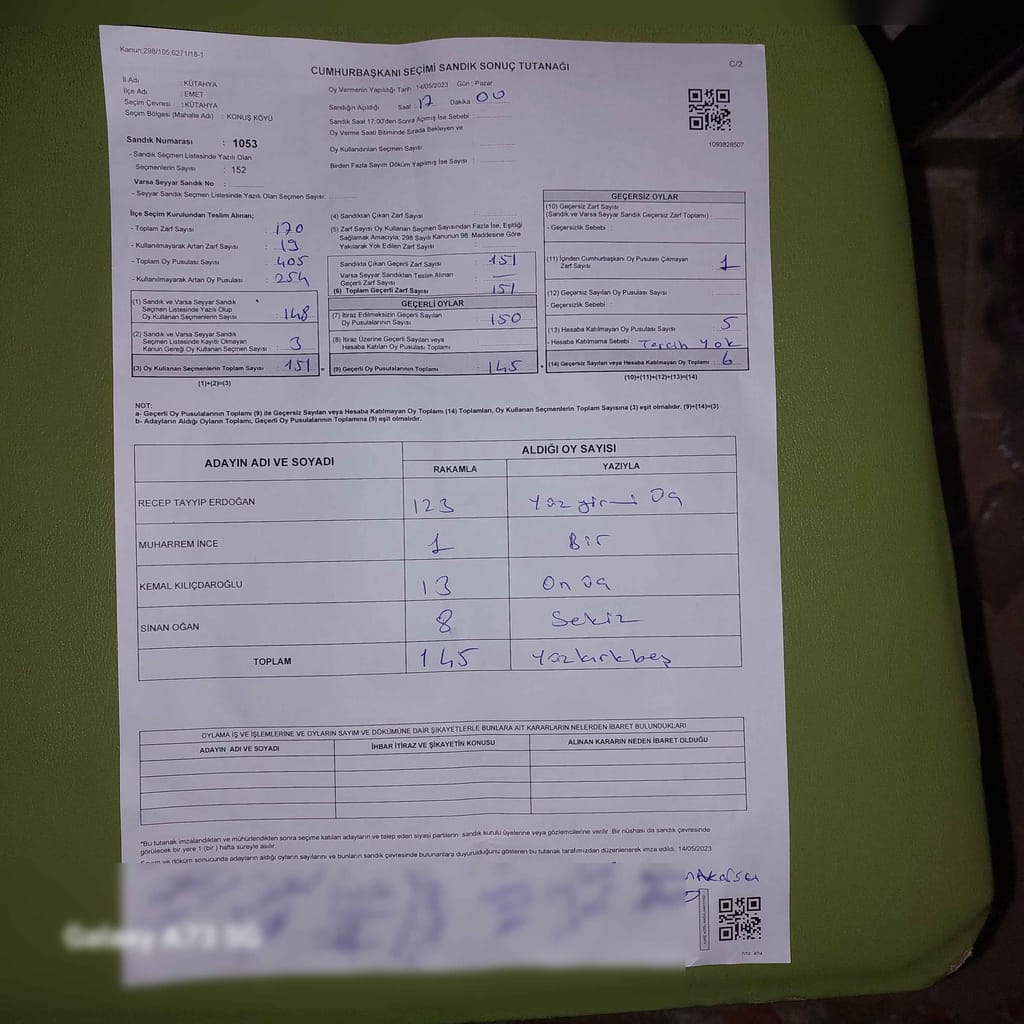 Kanun;298/105;6271/18-1
CUMHURBAŞKANI SEÇİMİ SANDIK SONUÇ TUTANAĞI
C/2
İl Adı : KÜTAHYA
İlçe Adı : EMET
Seçim Çevresi : KÜTAHYA
Seçim Bölgesi (Mahalle Adı) : KONUŞ KÖYÜ
Oy Vermenin Yapıldığı Tarih : 14/05/2023 Gün : Pazar
Sandığın Açıldığı Saat : 17 Dakika : 00
Sandık Saat 17:00'den Sonra Açılmış İse Sebebi :
Oy Verme Saati Bitiminde Sırada Bekleyen ve
Oy Kullandırılan Seçmen Sayısı :
Birden Fazla Sayım Döküm Yapılmış İse Sayısı :
1093828507
Sandık Numarası : 1053
- Sandık Seçmen Listesinde Yazılı Olan
Seçmenlerin Sayısı : 152
Varsa Seyyar Sandık No :
- Seyyar Sandık Seçmen Listesinde Yazılı Olan Seçmen Sayısı:
İlçe Seçim Kurulundan Teslim Alınan;
- Toplam Zarf Sayısı : 170
- Kullanılmayarak Artan Zarf Sayısı : 19
- Toplam Oy Pusulası Sayısı : 405
- Kullanılmayarak Artan Oy Pusulası : 254
(1) Sandık ve Varsa Seyyar Sandık
Seçmen Listesinde Yazılı Olup
Oy Kullanan Seçmenlerin Sayısı : 148
(2) Sandık ve Varsa Seyyar Sandık
Seçmen Listesinde Kayıtlı Olmayan
Kanun Gereği Oy Kullanan Seçmen Sayısı : 3
(3) Oy Kullanan Seçmenlerin Toplam Sayısı : 151
(1)+(2)=(3)
(4) Sandıktan Çıkan Zarf Sayısı :
(5) Zarf Sayısı Oy Kullanan Seçmen Sayısından Fazla İse, Eşitliği
Sağlamak Amacıyla; 298 Sayılı Kanunun 98. Maddesine Göre
Yakılarak Yok Edilen Zarf Sayısı :
Sandıkta Çıkan Geçerli Zarf Sayısı : 151
Varsa Seyyar Sandıktan Teslim Alınan
Geçerli Zarf Sayısı : —
(6) Toplam Geçerli Zarf Sayısı : 151
GEÇERLİ OYLAR
(7) İtiraz Edilmeksizin Geçerli Sayılan
Oy Pusulalarının Sayısı : 150
(8) İtiraz Üzerine Geçerli Sayılan veya
Hesaba Katılan Oy Pusulası Toplamı :
(9) Geçerli Oy Pusulalarının Toplamı : 145
GEÇERSİZ OYLAR
(10) Geçersiz Zarf Sayısı
(Sandık ve Varsa Seyyar Sandık Geçersiz Zarf Toplamı) :
- Geçersizlik Sebebi :
(11) İçinden Cumhurbaşkanı Oy Pusulası Çıkmayan
Zarf Sayısı : 1
(12) Geçersiz Sayılan Oy Pusulası Sayısı :
- Geçersizlik Sebebi :
(13) Hesaba Katılmayan Oy Pusulası Sayısı : 5
- Hesaba Katılmama Sebebi : Tercih Yok
(14) Geçersiz Sayılan veya Hesaba Katılmayan Oy Toplamı : 6
(10)+(11)+(12)+(13)=(14)
NOT:
a- Geçerli Oy Pusulalarının Toplamı (9) ile Geçersiz Sayılan veya Hesaba Katılmayan Oy Toplamı (14) Toplamları, Oy Kullanan Seçmenlerin Toplam Sayısına (3) eşit olmalıdır. (9)+(14)=(3)
b- Adayların Aldığı Oyların Toplamı, Geçerli Oy Pusulalarının Toplamına (9) eşit olmalıdır.
ADAYIN ADI VE SOYADI
ALDIĞI OY SAYISI
RAKAMLA YAZIYLA
RECEP TAYYİP ERDOĞAN 123 Yüz yirmi Üç
MUHARREM İNCE 1 Bir
KEMAL KILIÇDAROĞLU 13 On üç
SİNAN OĞAN 8 Sekiz
TOPLAM 145 Yüzkırkbeş
OYLAMA İŞ VE İŞLEMLERİNE VE OYLARIN SAYIM VE DÖKÜMÜNE DAİR ŞİKAYETLERLE BUNLARA AİT KARARLARIN NELERDEN İBARET BULUNDUKLARI
ADAYIN ADI VE SOYADI İHBAR İTİRAZ VE ŞİKAYETİN KONUSU ALINAN KARARIN NEDEN İBARET OLDUĞU
*Bu tutanak imzalandıktan ve mühürlendikten sonra seçime katılan adayların ve talep eden siyasi partilerin sandık kurulu üyelerine veya gözlemcilerine verilir. Bir nüshası da sandık çevresinde
görülecek bir yere 1 (bir) hafta süreyle asılır.
ve döküm sonucunda adayların aldığı oyların sayılarını ve bunların sandık çevresinde bulunanlara duyurulduğunu gösteren bu tutanak tarafımızdan düzenlenerek imza edildi. 14/05/2023
Galaxy A73 5G